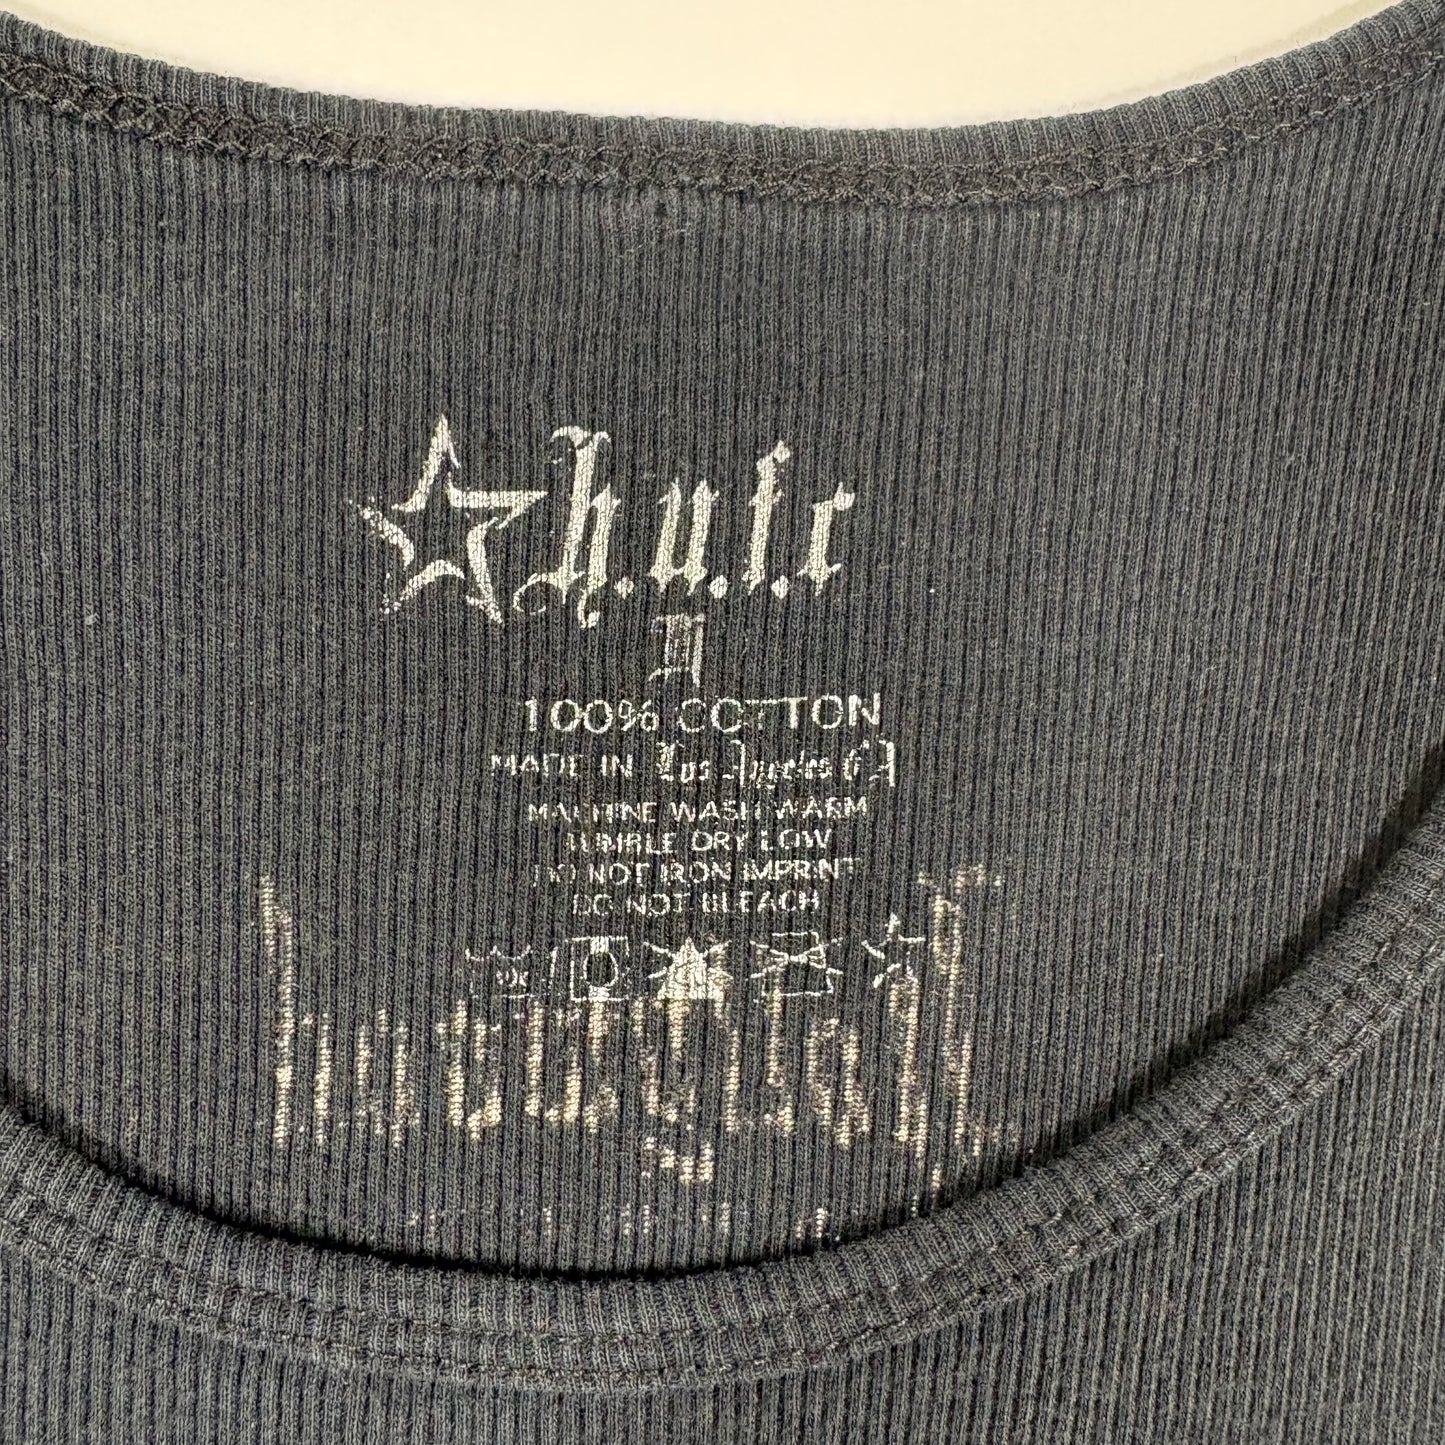 h.u.f.c
M
100% COTTON
MADE IN Los Angeles CA
MACHINE WASH WARM
TUMBLE DRY LOW
DO NOT IRON IMPRINT
DO NOT BLEACH